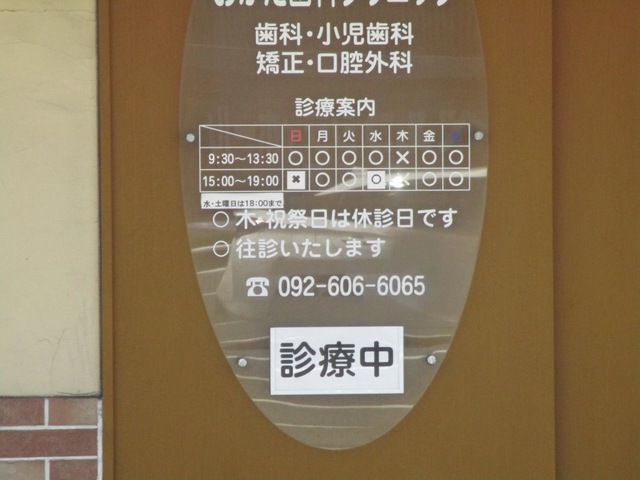 歯科・小児歯科
矯正・口腔外科
診療案内
日 月 火 水 木 金 土
9:30～13:30 ○ ○ ○ ○ × ○ ○
15:00～19:00 × ○ ○ ○ × ○ ○
水・土曜日は18:00まで
○木・祝祭日は休診日です
○往診いたします
☎ 092-606-6065
診療中